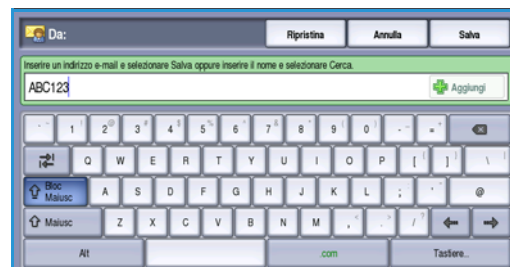 Da: Ripristina Annulla Salva
Inserire un indirizzo e-mail e selezionare Salva oppure inserire il nome e selezionare Cerca.
ABC123 Aggiungi
1 ! 2 @ 3 # 4 $ 5 % 6 ^ 7 & 8 * 9 ( 0 ) - = +
Q W E R T Y U I O P [ { ] } \ |
Bloc Maiusc A S D F G H J K L ; : ' @
Maiusc Z X C V B N M , < . > / ?
Alt .com Tastiere...